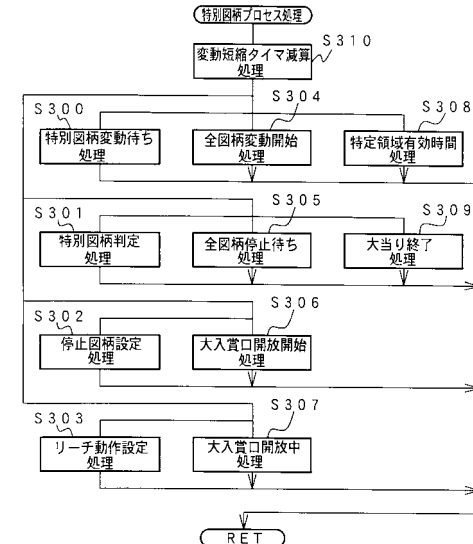 特別図柄プロセス処理
S310
変動短縮タイマ減算
処理
S300
特別図柄変動待ち
処理
S304
全図柄変動開始
処理
S308
特定領域有効時間
処理
S301
特別図柄判定
処理
S305
全図柄停止待ち
処理
S309
大当り終了
処理
S302
停止図柄設定
処理
S306
大入賞口開放開始
処理
S303
リーチ動作設定
処理
S307
大入賞口開放中
処理
RET